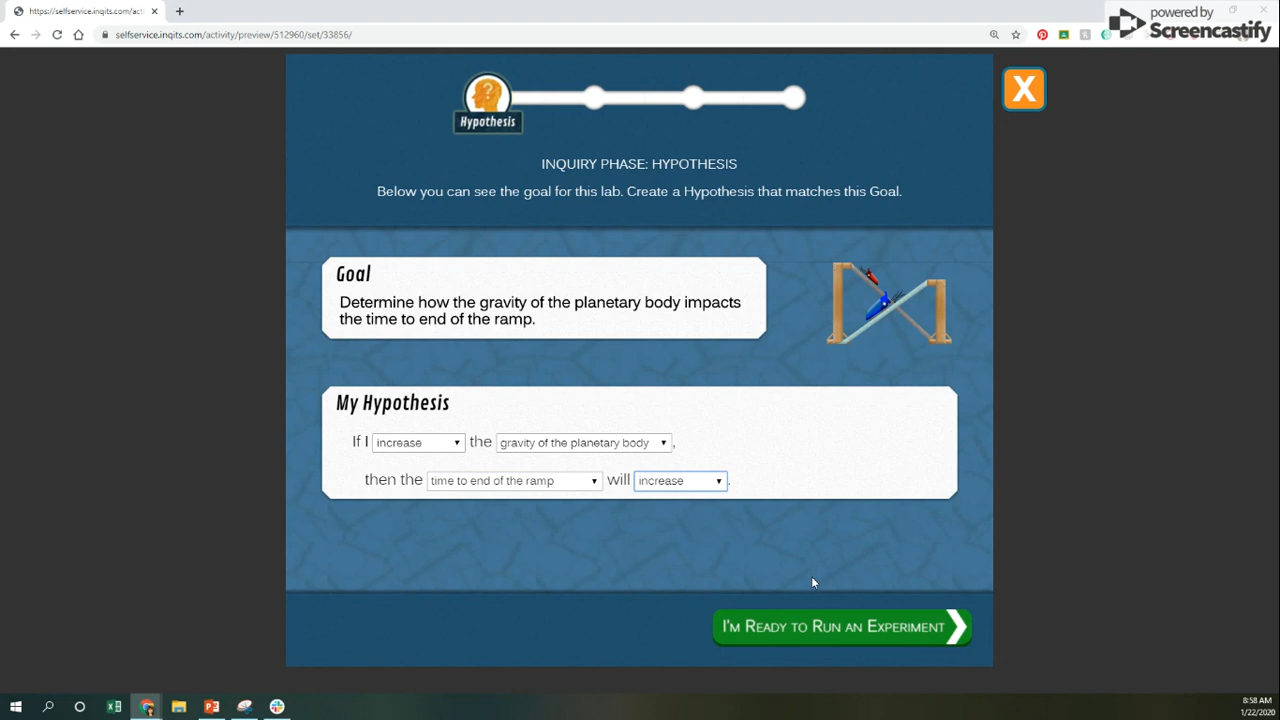 https://selfservice.inqits.com/acti
powered by
Screencastify
selfservice.inqits.com/activity/preview/512960/set/33856/
Hypothesis
INQUIRY PHASE: HYPOTHESIS
Below you can see the goal for this lab. Create a Hypothesis that matches this Goal.
X
Goal
Determine how the gravity of the planetary body impacts
the time to end of the ramp.
My Hypothesis
If I increase the gravity of the planetary body,
then the time to end of the ramp will increase.
I'M READY TO RUN AN EXPERIMENT
8:58 AM
1/22/2020